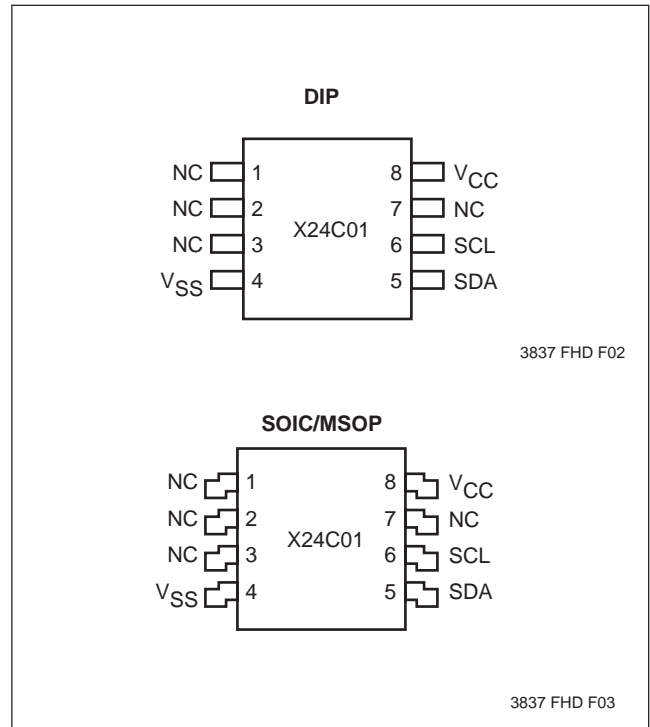 DIP
NC 1 8 VCC
NC 2 7 NC
X24C01
NC 3 6 SCL
VSS 4 5 SDA
3837 FHD F02
SOIC/MSOP
NC 1 8 VCC
NC 2 7 NC
X24C01
NC 3 6 SCL
VSS 4 5 SDA
3837 FHD F03